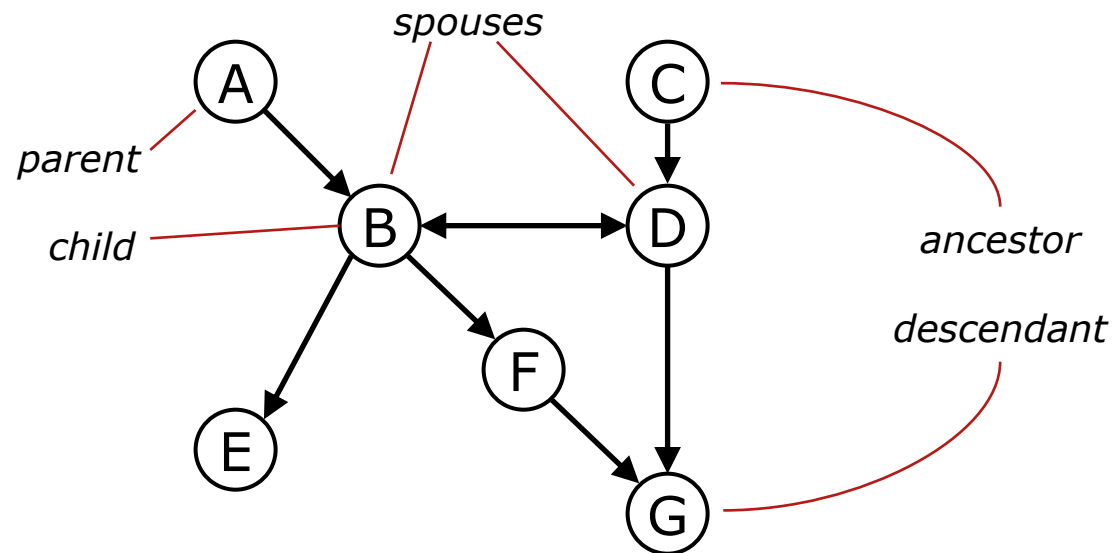 spouses
A
C
parent
B
D
child
ancestor
descendant
F
E
G